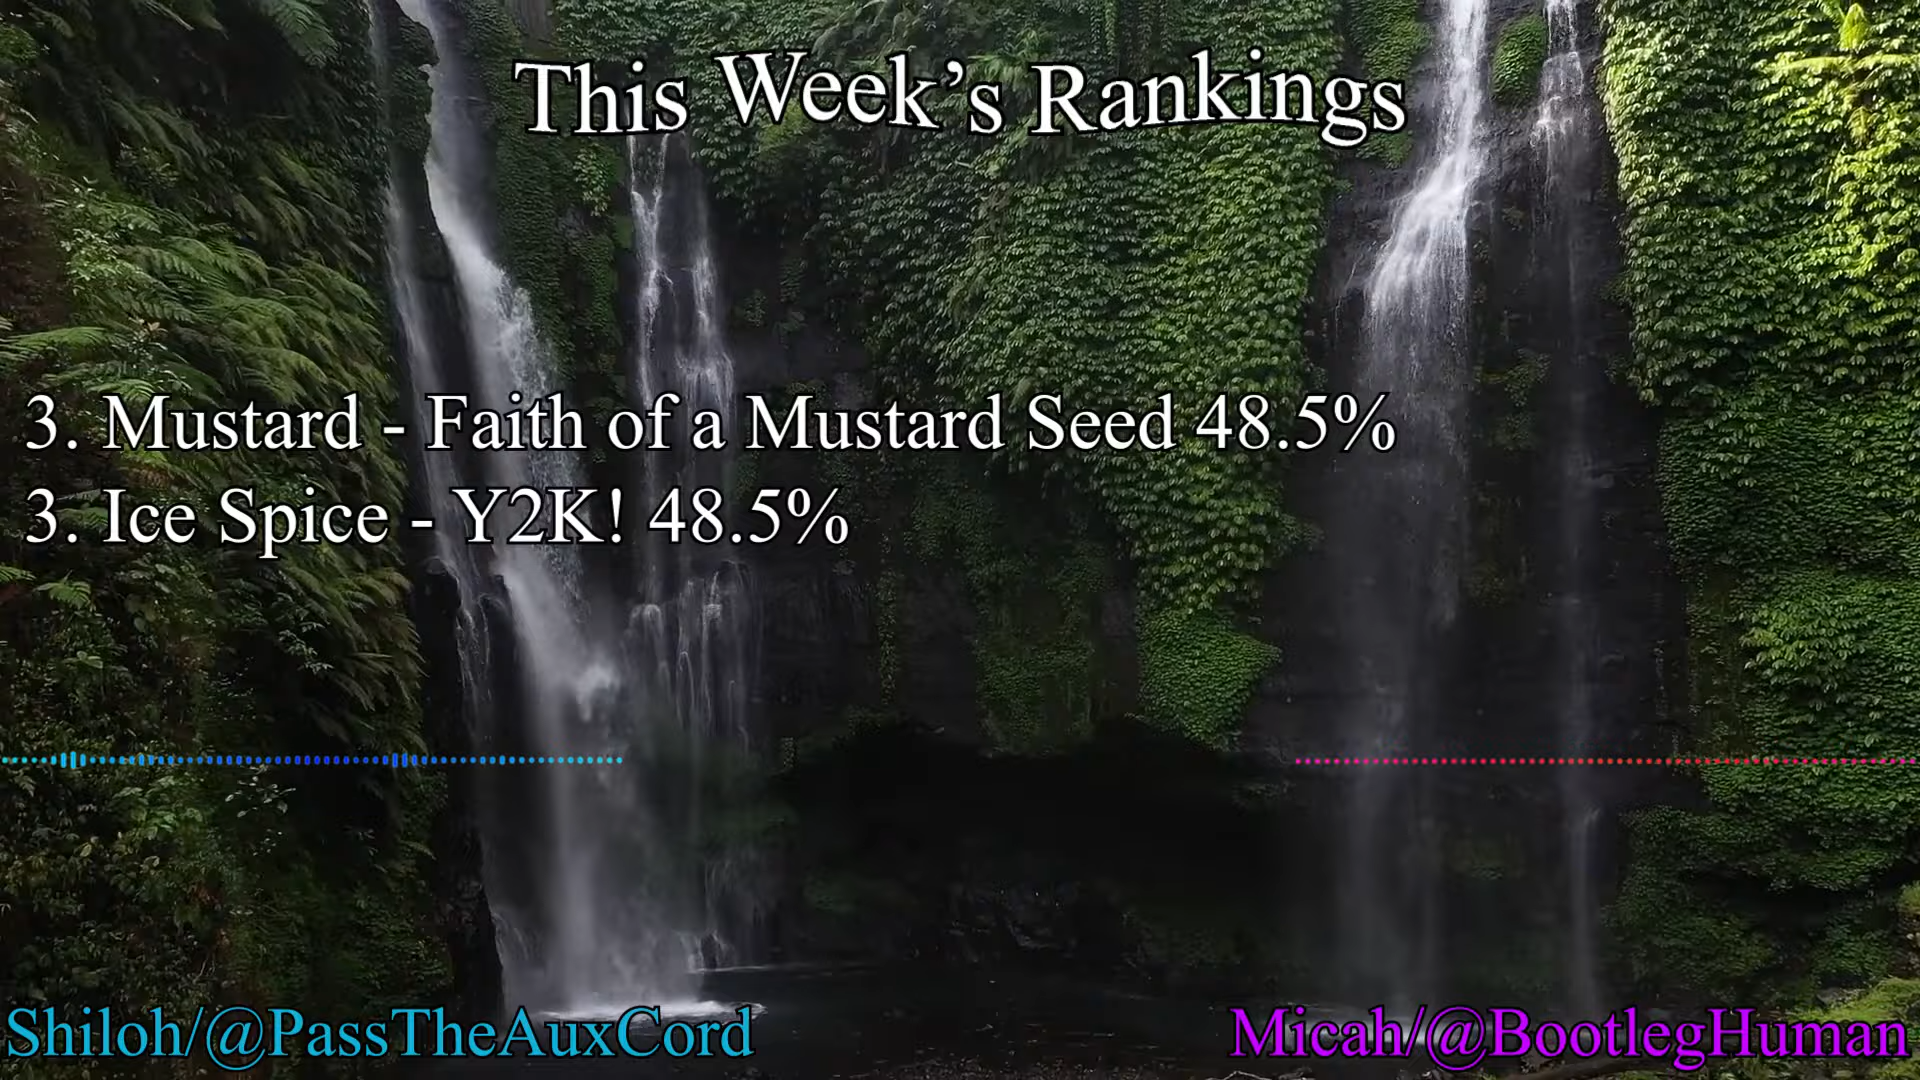 This Week’s Rankings
3. Mustard - Faith of a Mustard Seed 48.5%
3. Ice Spice - Y2K! 48.5%
Shiloh/@PassTheAuxCord
Micah/@BootlegHuman